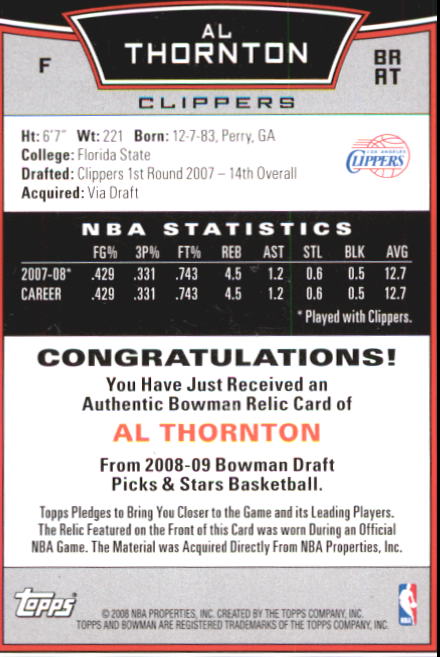 AL
THORNTON
F
BR
AT
CLIPPERS
Ht: 6'7" Wt: 221 Born: 12-7-83, Perry, GA
College: Florida State
Drafted: Clippers 1st Round 2007 – 14th Overall
Acquired: Via Draft
LOS ANGELES
CLIPPERS
NBA STATISTICS
FG% 3P% FT% REB AST STL BLK AVG
2007-08* .429 .331 .743 4.5 1.2 0.6 0.5 12.7
CAREER .429 .331 .743 4.5 1.2 0.6 0.5 12.7
* Played with Clippers.
CONGRATULATIONS!
You Have Just Received an
Authentic Bowman Relic Card of
AL THORNTON
From 2008-09 Bowman Draft
Picks & Stars Basketball.
Topps Pledges to Bring You Closer to the Game and its Leading Players.
The Relic Featured on the Front of this Card was worn During an Official
NBA Game. The Material was Acquired Directly From NBA Properties, Inc.
Topps
© 2008 NBA PROPERTIES, INC. CREATED BY THE TOPPS COMPANY, INC.
TOPPS AND BOWMAN ARE REGISTERED TRADEMARKS OF THE TOPPS COMPANY, INC.
NBA